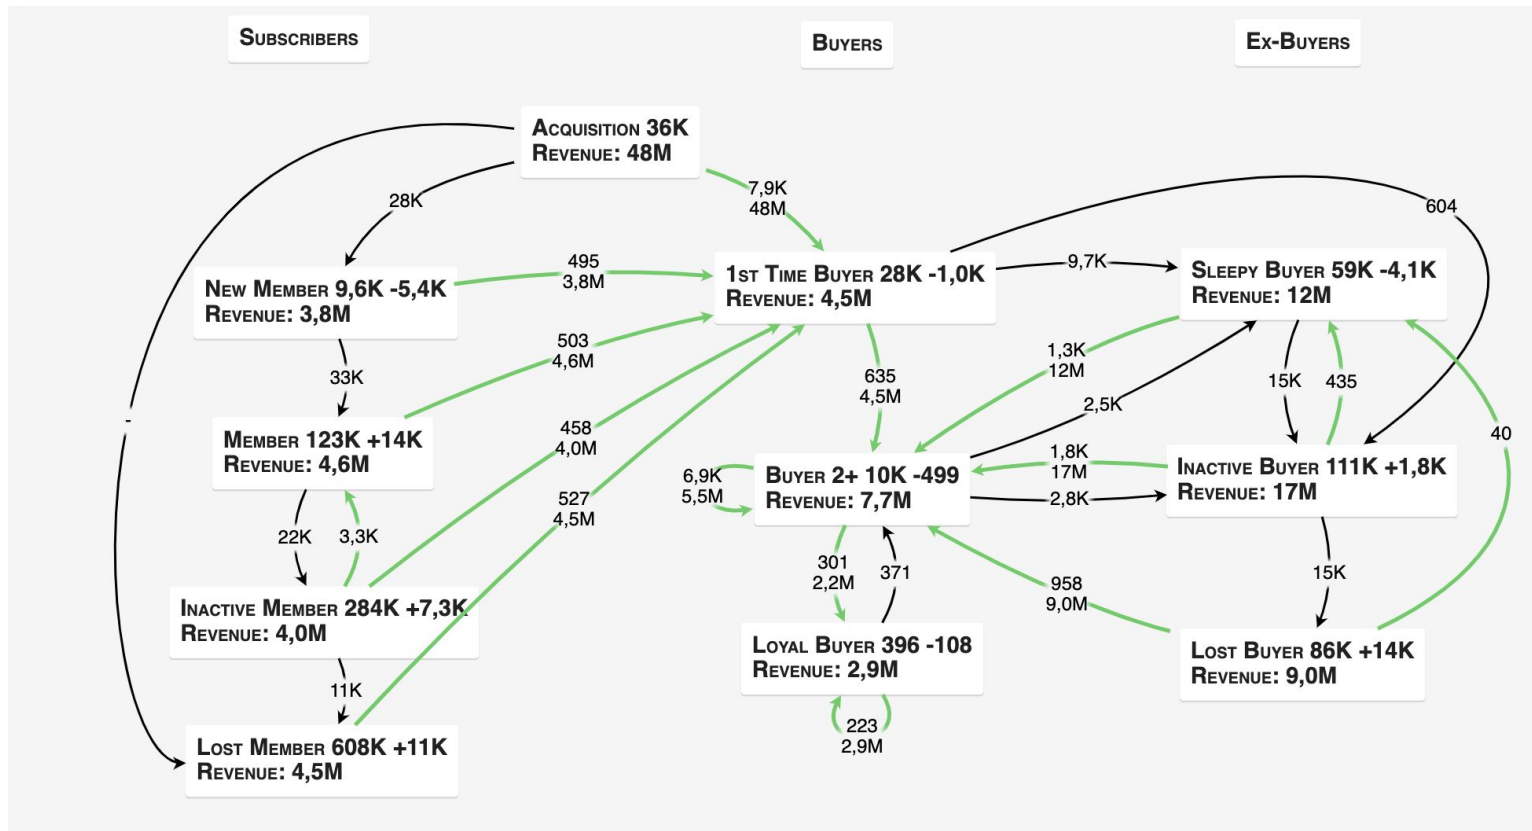 Subscribers
Buyers
Ex-Buyers
Acquisition 36K
Revenue: 48M
7,9K
48M
28K
604
New Member 9,6K -5,4K
Revenue: 3,8M
495
3,8M
1st Time Buyer 28K -1,0K
Revenue: 4,5M
9,7K
Sleepy Buyer 59K -4,1K
Revenue: 12M
33K
503
4,6M
635
4,5M
1,3K
12M
15K
435
2,5K
-
Member 123K +14K
Revenue: 4,6M
458
4,0M
40
6,9K
5,5M
Buyer 2+ 10K -499
Revenue: 7,7M
1,8K
17M
2,8K
Inactive Buyer 111K +1,8K
Revenue: 17M
22K
3,3K
527
4,5M
301
2,2M
371
958
9,0M
15K
Inactive Member 284K +7,3K
Revenue: 4,0M
Loyal Buyer 396 -108
Revenue: 2,9M
Lost Buyer 86K +14K
Revenue: 9,0M
11K
223
2,9M
Lost Member 608K +11K
Revenue: 4,5M